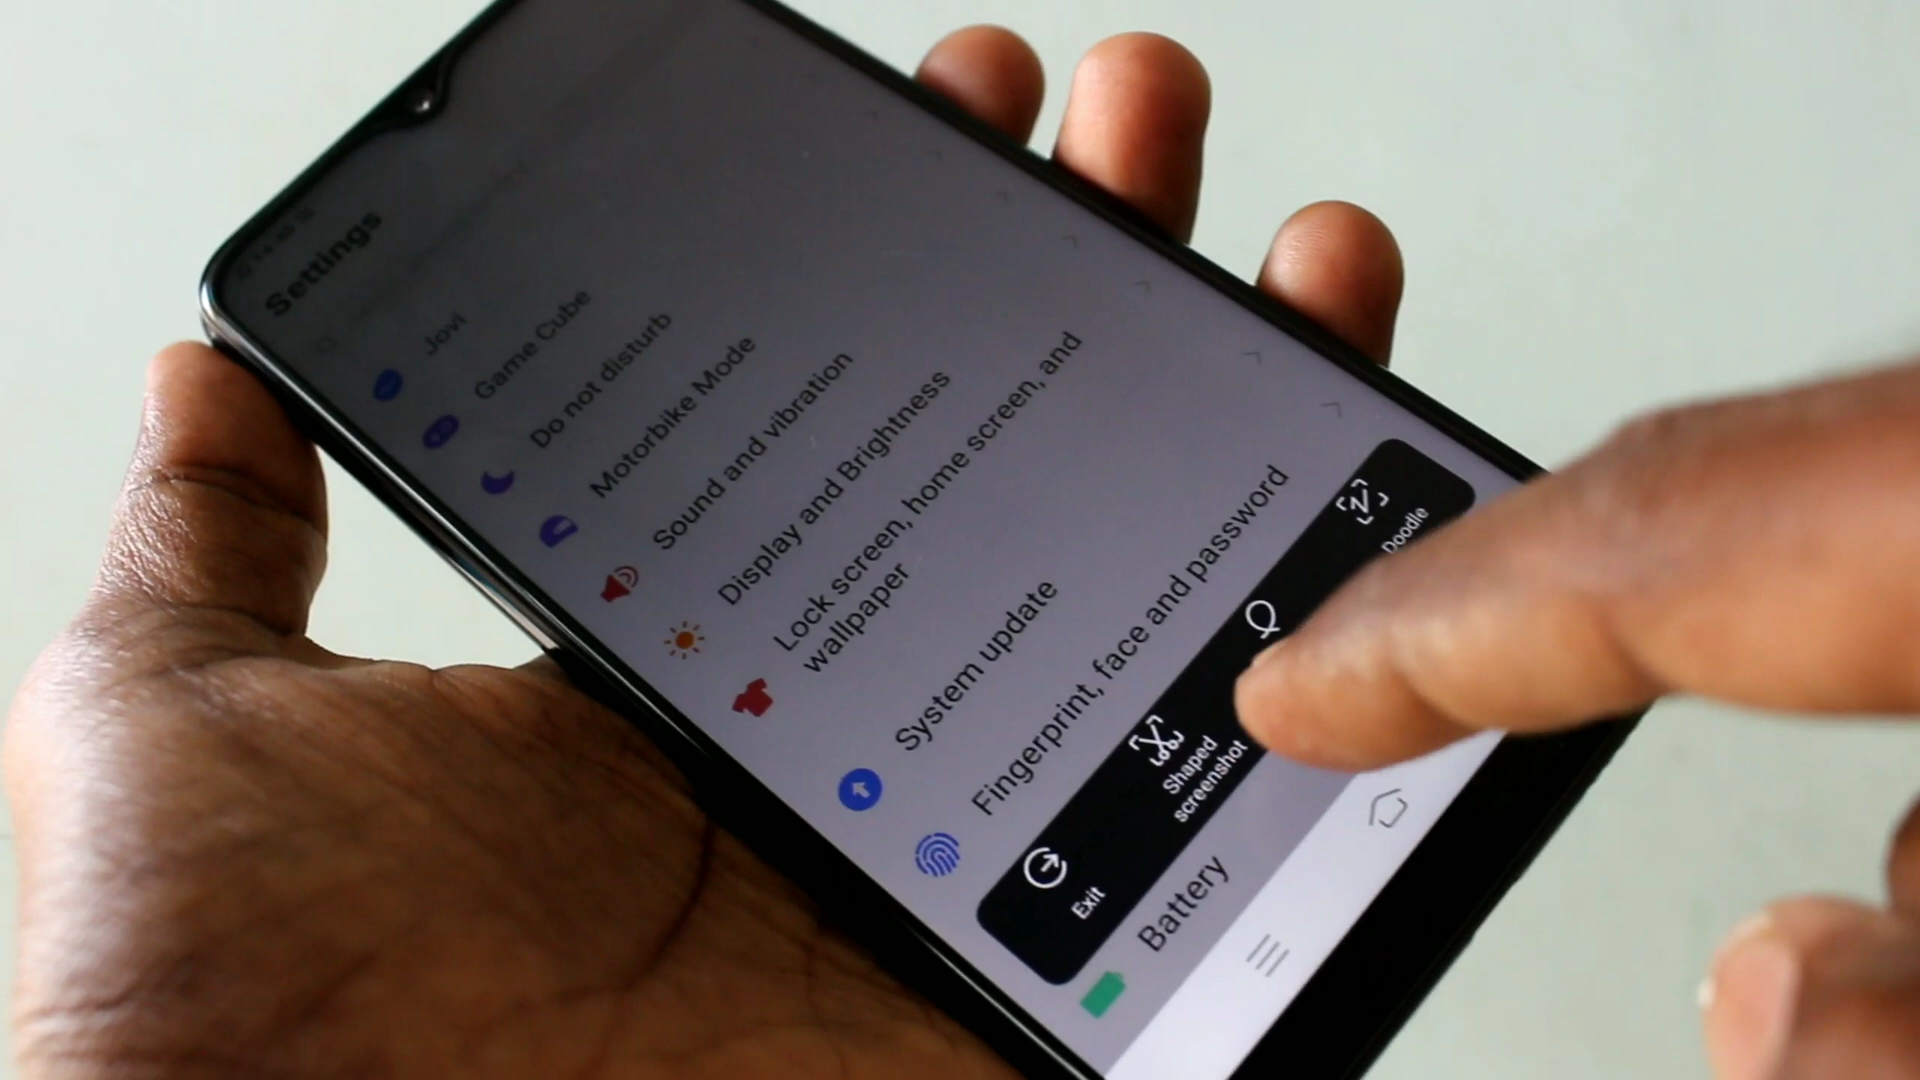 Settings
Jovi
Game Cube
Do not disturb
Motorbike Mode
Sound and vibration
Display and Brightness
Lock screen, home screen, and
wallpaper
System update
Fingerprint, face and password
Exit
Shaped
screenshot
Doodle
Battery